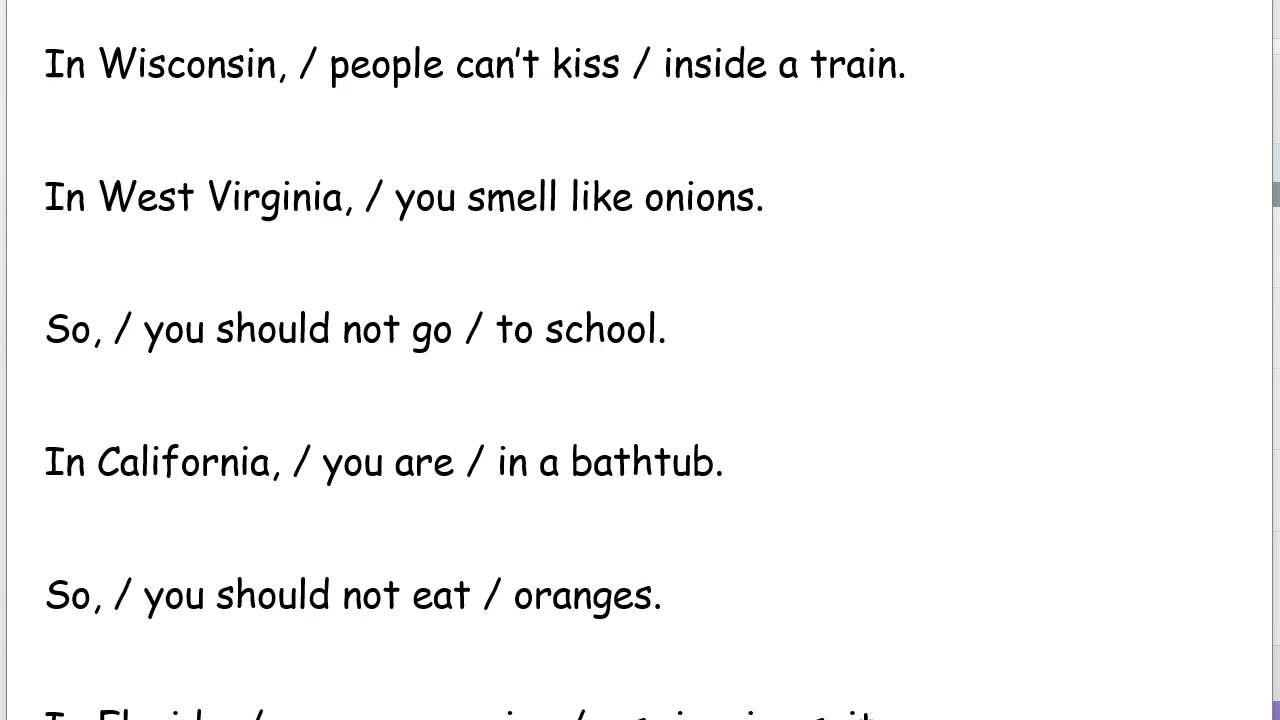 In Wisconsin, / people can't kiss / inside a train.
In West Virginia, / you smell like onions.
So, / you should not go / to school.
In California, / you are / in a bathtub.
So, / you should not eat / oranges.